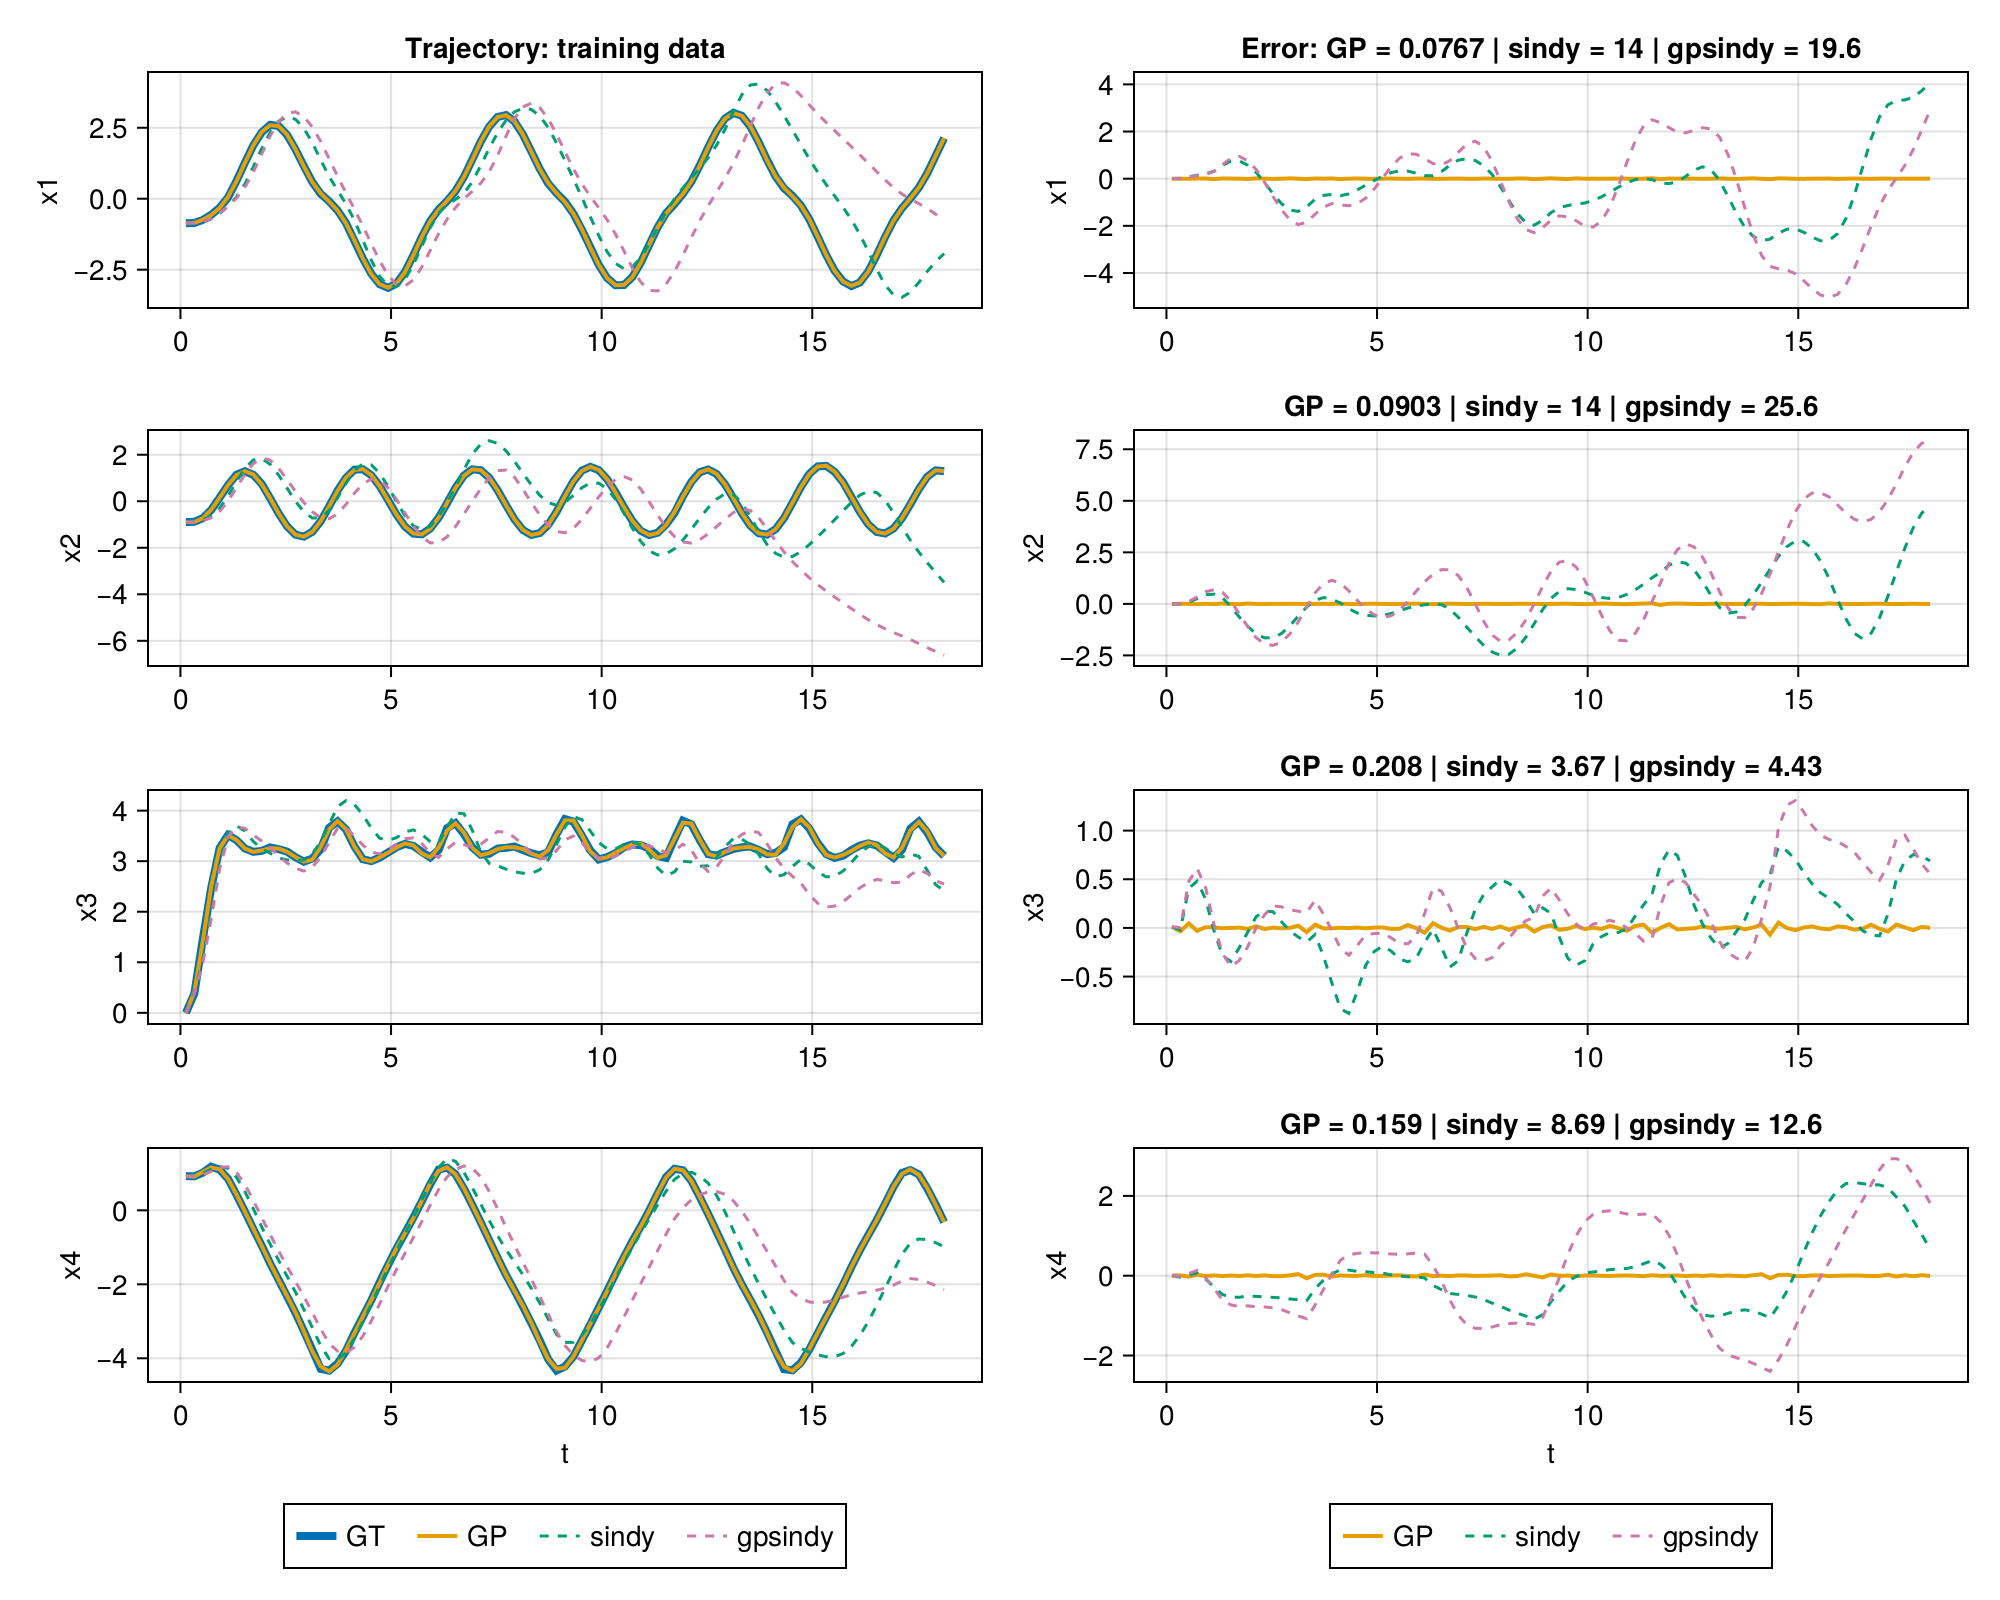 Trajectory: training data
x1
2.5
0.0
−2.5
0 5 10 15
Error: GP = 0.0767 | sindy = 14 | gpsindy = 19.6
x1
4
2
0
−2
−4
0 5 10 15
x2
2
0
−2
−4
−6
0 5 10 15
GP = 0.0903 | sindy = 14 | gpsindy = 25.6
x2
7.5
5.0
2.5
0.0
−2.5
0 5 10 15
x3
4
3
2
1
0
0 5 10 15
GP = 0.208 | sindy = 3.67 | gpsindy = 4.43
x3
1.0
0.5
0.0
−0.5
0 5 10 15
x4
0
−2
−4
0 5 10 15
t
GP = 0.159 | sindy = 8.69 | gpsindy = 12.6
x4
2
0
−2
0 5 10 15
t
GT GP sindy gpsindy
GP sindy gpsindy